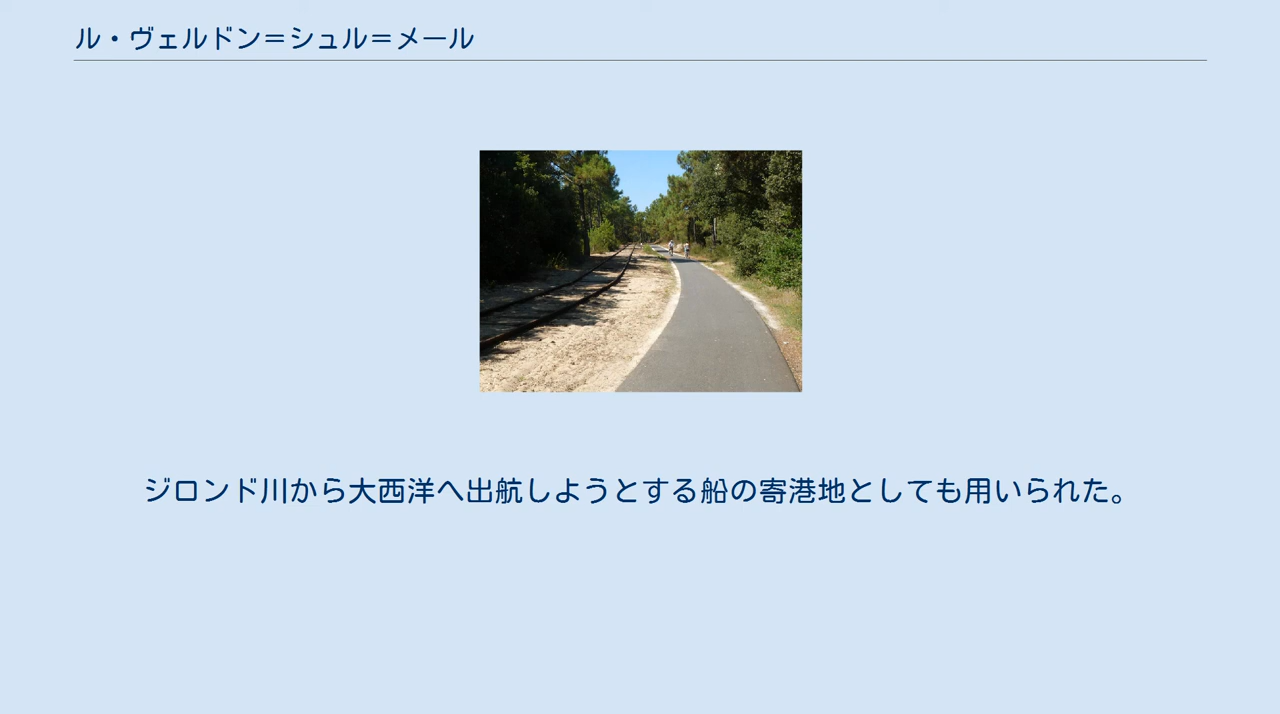 ル・ヴェルドン＝シュル＝メール
ジロンド川から大西洋へ出航しようとする船の寄港地としても用いられた。